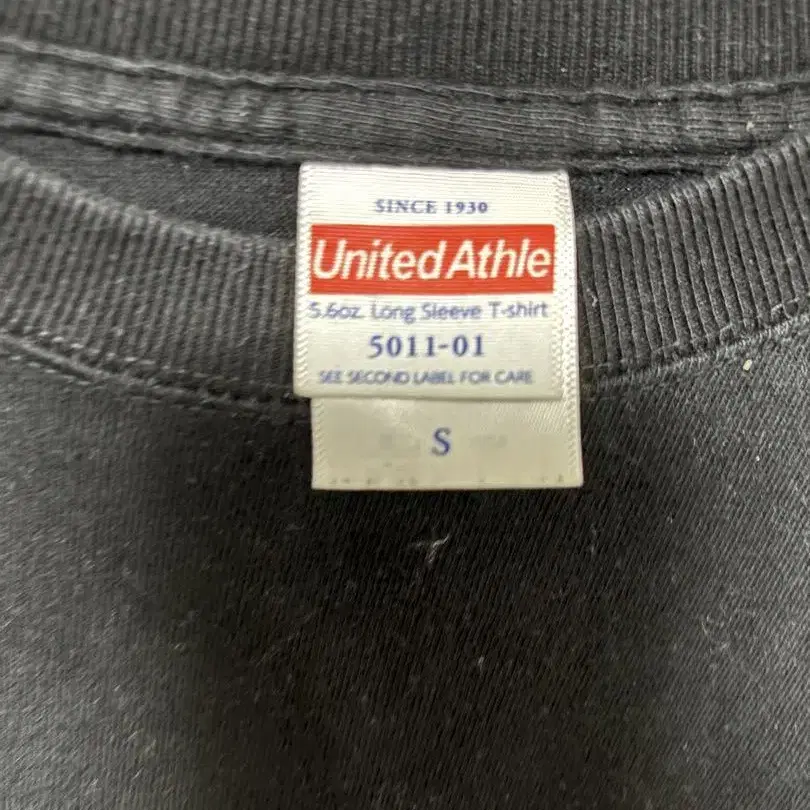 SINCE 1930
United Athle
5.6oz. Long Sleeve T-shirt
5011-01
SEE SECOND LABEL FOR CARE
S